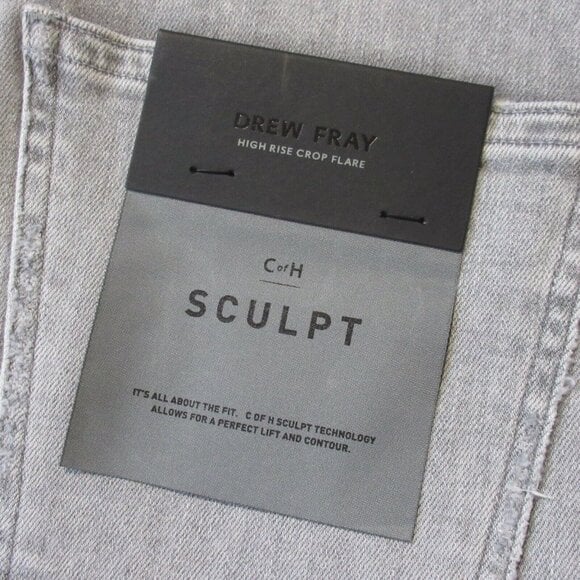 DREW FRAY
HIGH RISE CROP FLARE
C of H
SCULPT
IT'S ALL ABOUT THE FIT. C OF H SCULPT TECHNOLOGY
ALLOWS FOR A PERFECT LIFT AND CONTOUR.